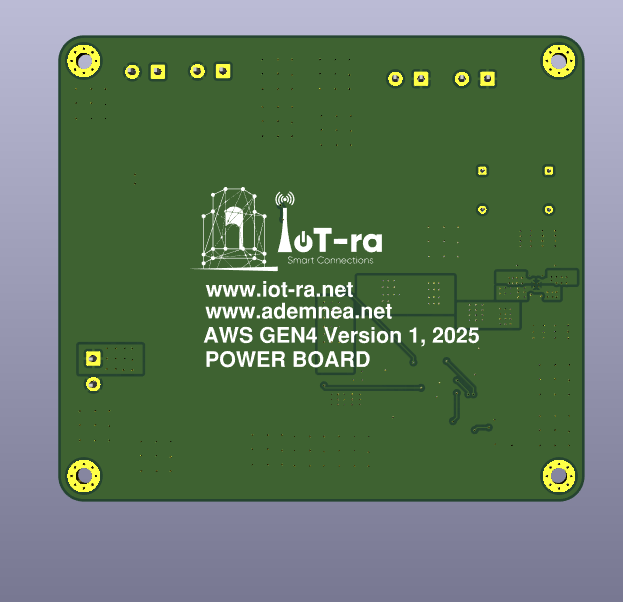 IoT-ra
Smart Connections
www.iot-ra.net
www.ademnea.net
AWS GEN4 Version 1, 2025
POWER BOARD